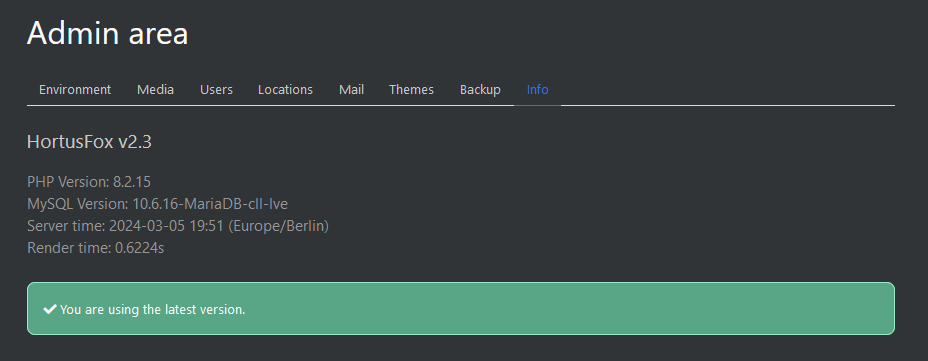 Admin area
Environment Media Users Locations Mail Themes Backup Info
HortusFox v2.3
PHP Version: 8.2.15
MySQL Version: 10.6.16-MariaDB-cll-lve
Server time: 2024-03-05 19:51 (Europe/Berlin)
Render time: 0.6224s
You are using the latest version.